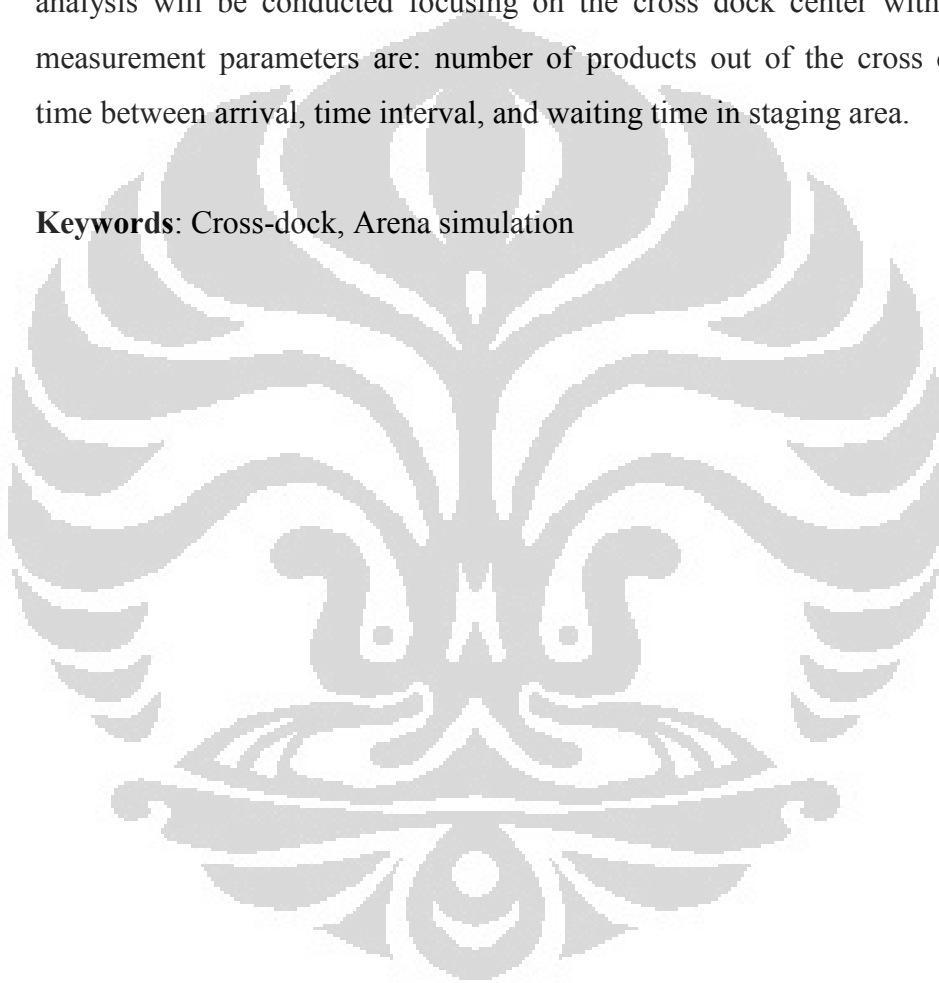 analysis will be conducted focusing on the cross dock center with
measurement parameters are: number of products out of the cross
time between arrival, time interval, and waiting time in staging area.
Keywords: Cross-dock, Arena simulation